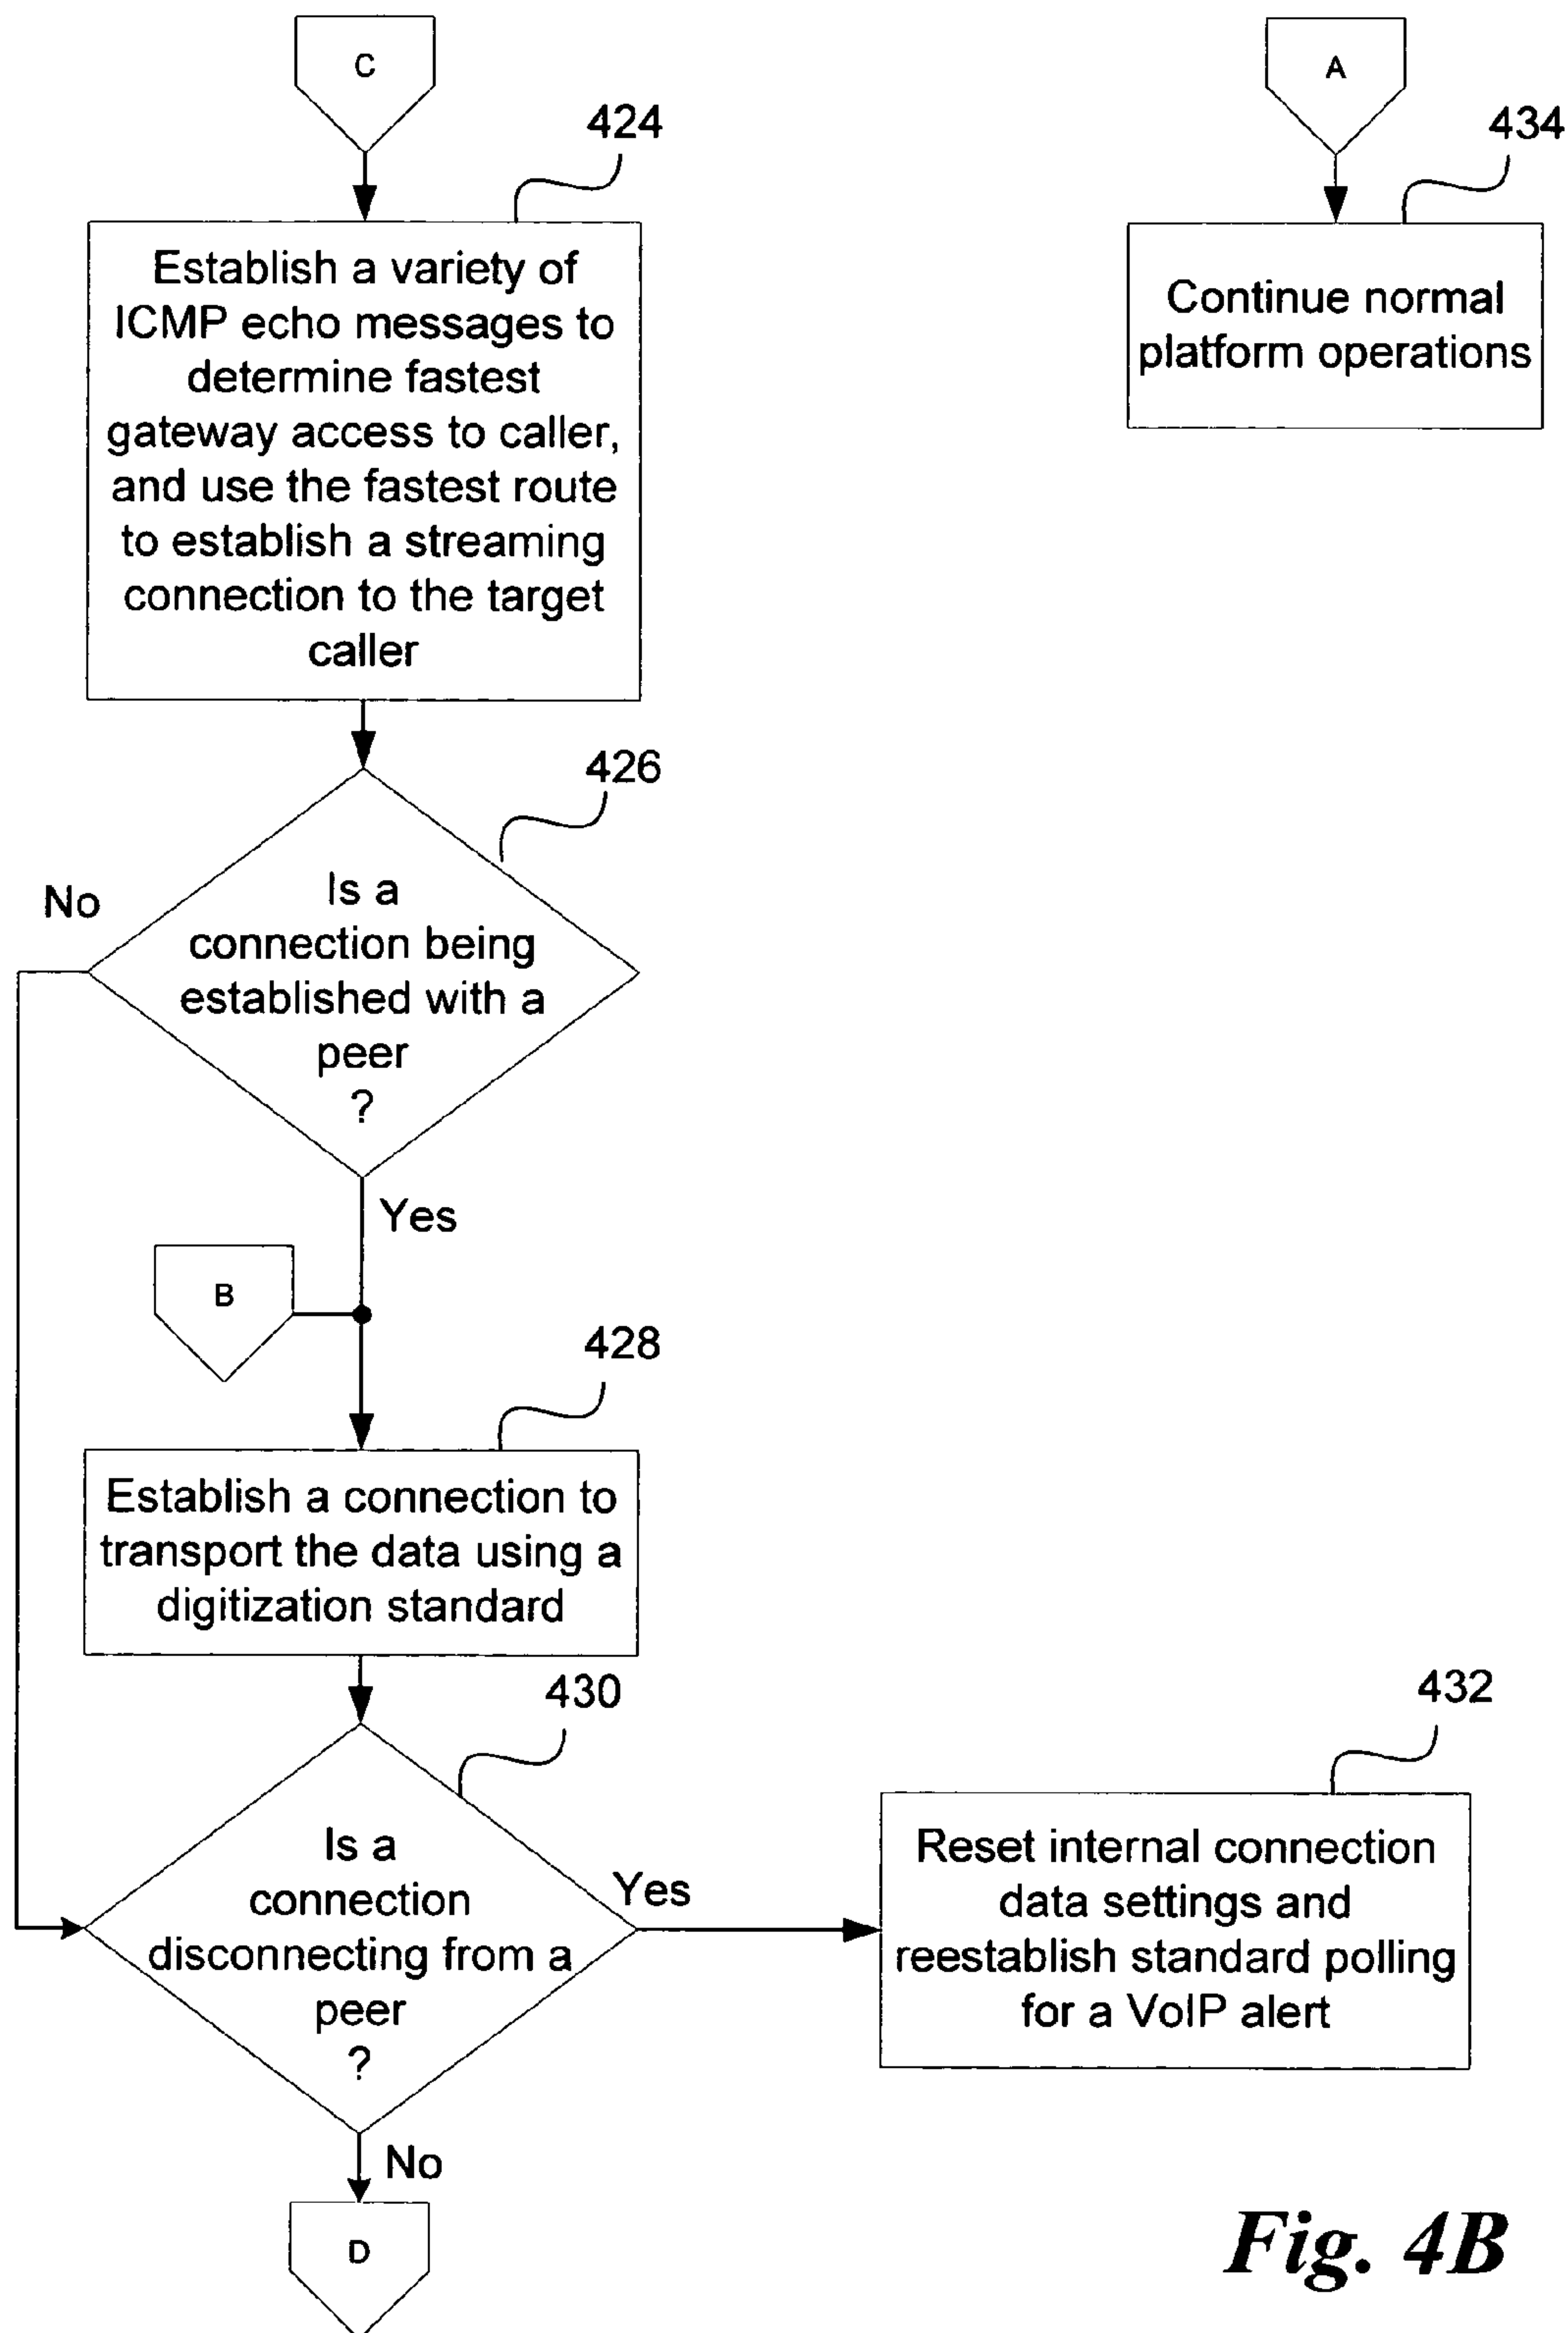 C
424
Establish a variety of
ICMP echo messages to
determine fastest
gateway access to caller,
and use the fastest route
to establish a streaming
connection to the target
caller
A
434
Continue normal
platform operations
426
No
Is a
connection being
established with a
peer
?
Yes
B
428
Establish a connection to
transport the data using a
digitization standard
430
Is a
connection
disconnecting from a
peer
?
Yes
432
Reset internal connection
data settings and
reestablish standard polling
for a VoIP alert
No
D
Fig. 4B